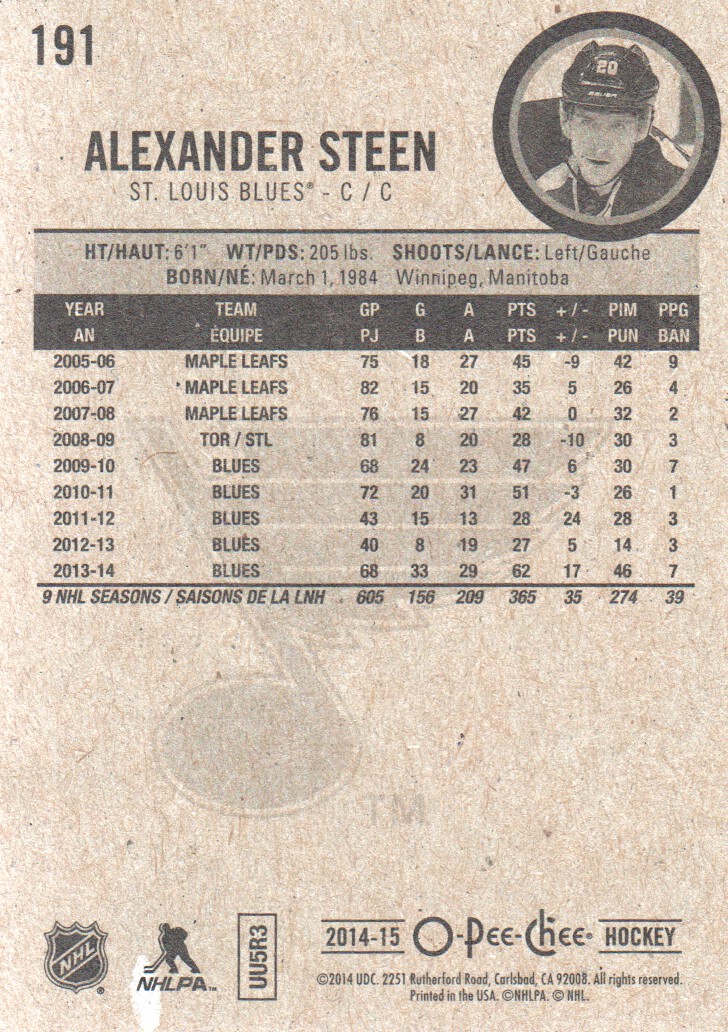 191
20
ALEXANDER STEEN
ST. LOUIS BLUES® - C / C
HT/HAUT: 6'1" WT/PDS: 205 lbs. SHOOTS/LANCE: Left/Gauche
BORN/NÉ: March 1, 1984 Winnipeg, Manitoba
YEAR TEAM GP G A PTS +/- PIM PPG
AN ÉQUIPE PJ B A PTS +/- PUN BAN
2005-06 MAPLE LEAFS 75 18 27 45 -9 42 9
2006-07 MAPLE LEAFS 82 15 20 35 5 26 4
2007-08 MAPLE LEAFS 76 15 27 42 0 32 2
2008-09 TOR / STL 81 8 20 28 -10 30 3
2009-10 BLUES 68 24 23 47 6 30 7
2010-11 BLUES 72 20 31 51 -3 26 1
2011-12 BLUES 43 15 13 28 24 28 3
2012-13 BLUES 40 8 19 27 5 14 3
2013-14 BLUES 68 33 29 62 17 46 7
9 NHL SEASONS / SAISONS DE LA LNH 605 156 209 365 35 274 39
NHL®
NHLPA™
UU5R3
2014-15 O-Pee-Chee® HOCKEY
©2014 UDC. 2251 Rutherford Road, Carlsbad, CA 92008. All rights reserved.
Printed in the USA. ©NHLPA. © NHL.